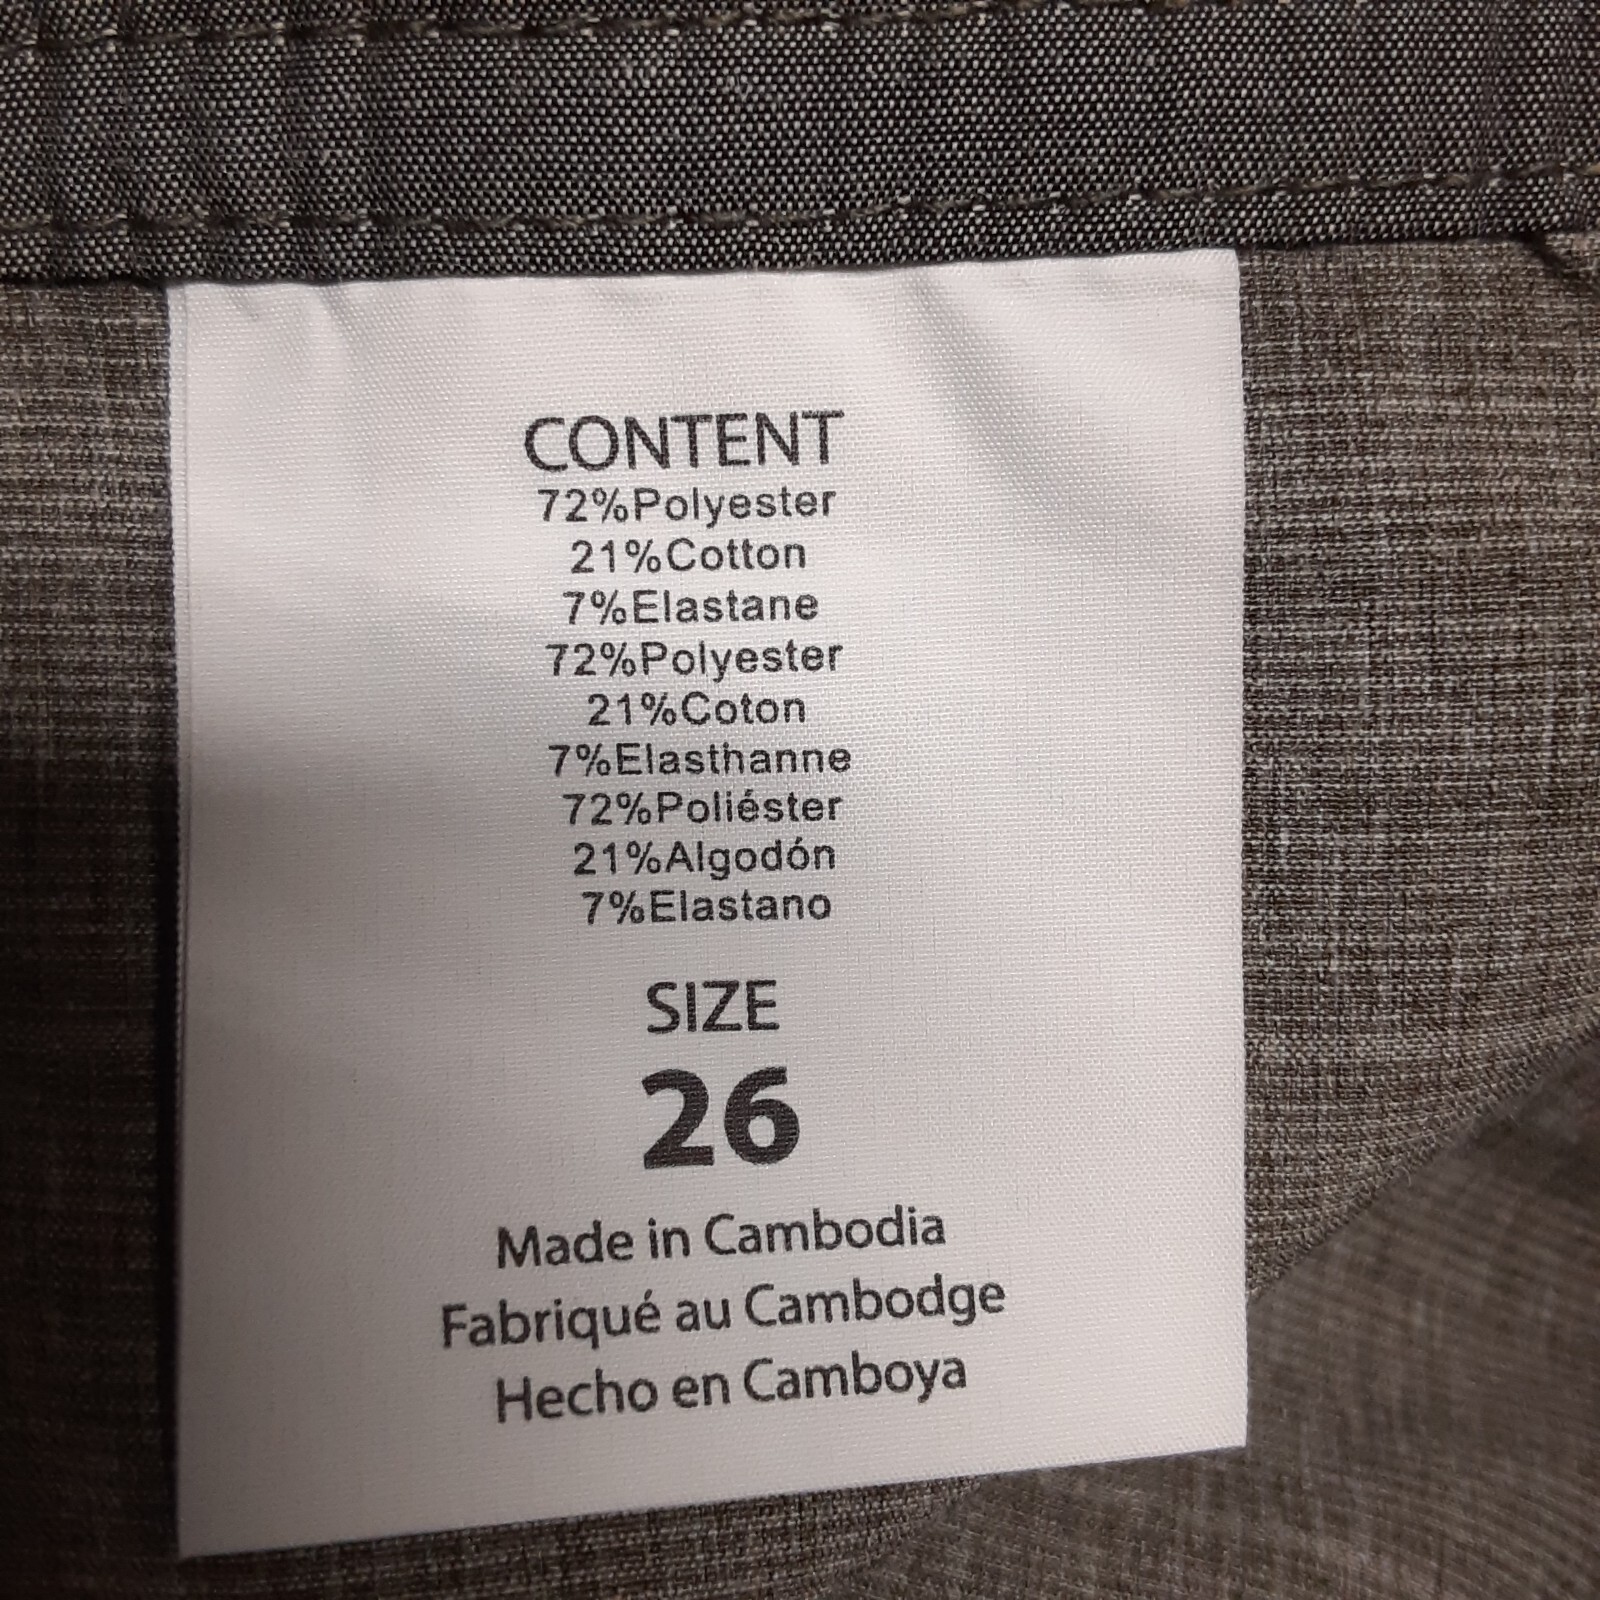 CONTENT
72%Polyester
21%Cotton
7%Elastane
72%Polyester
21%Coton
7%Elasthanne
72%Poliéster
21%Algodón
7%Elastano
SIZE
26
Made in Cambodia
Fabriqué au Cambodge
Hecho en Camboya